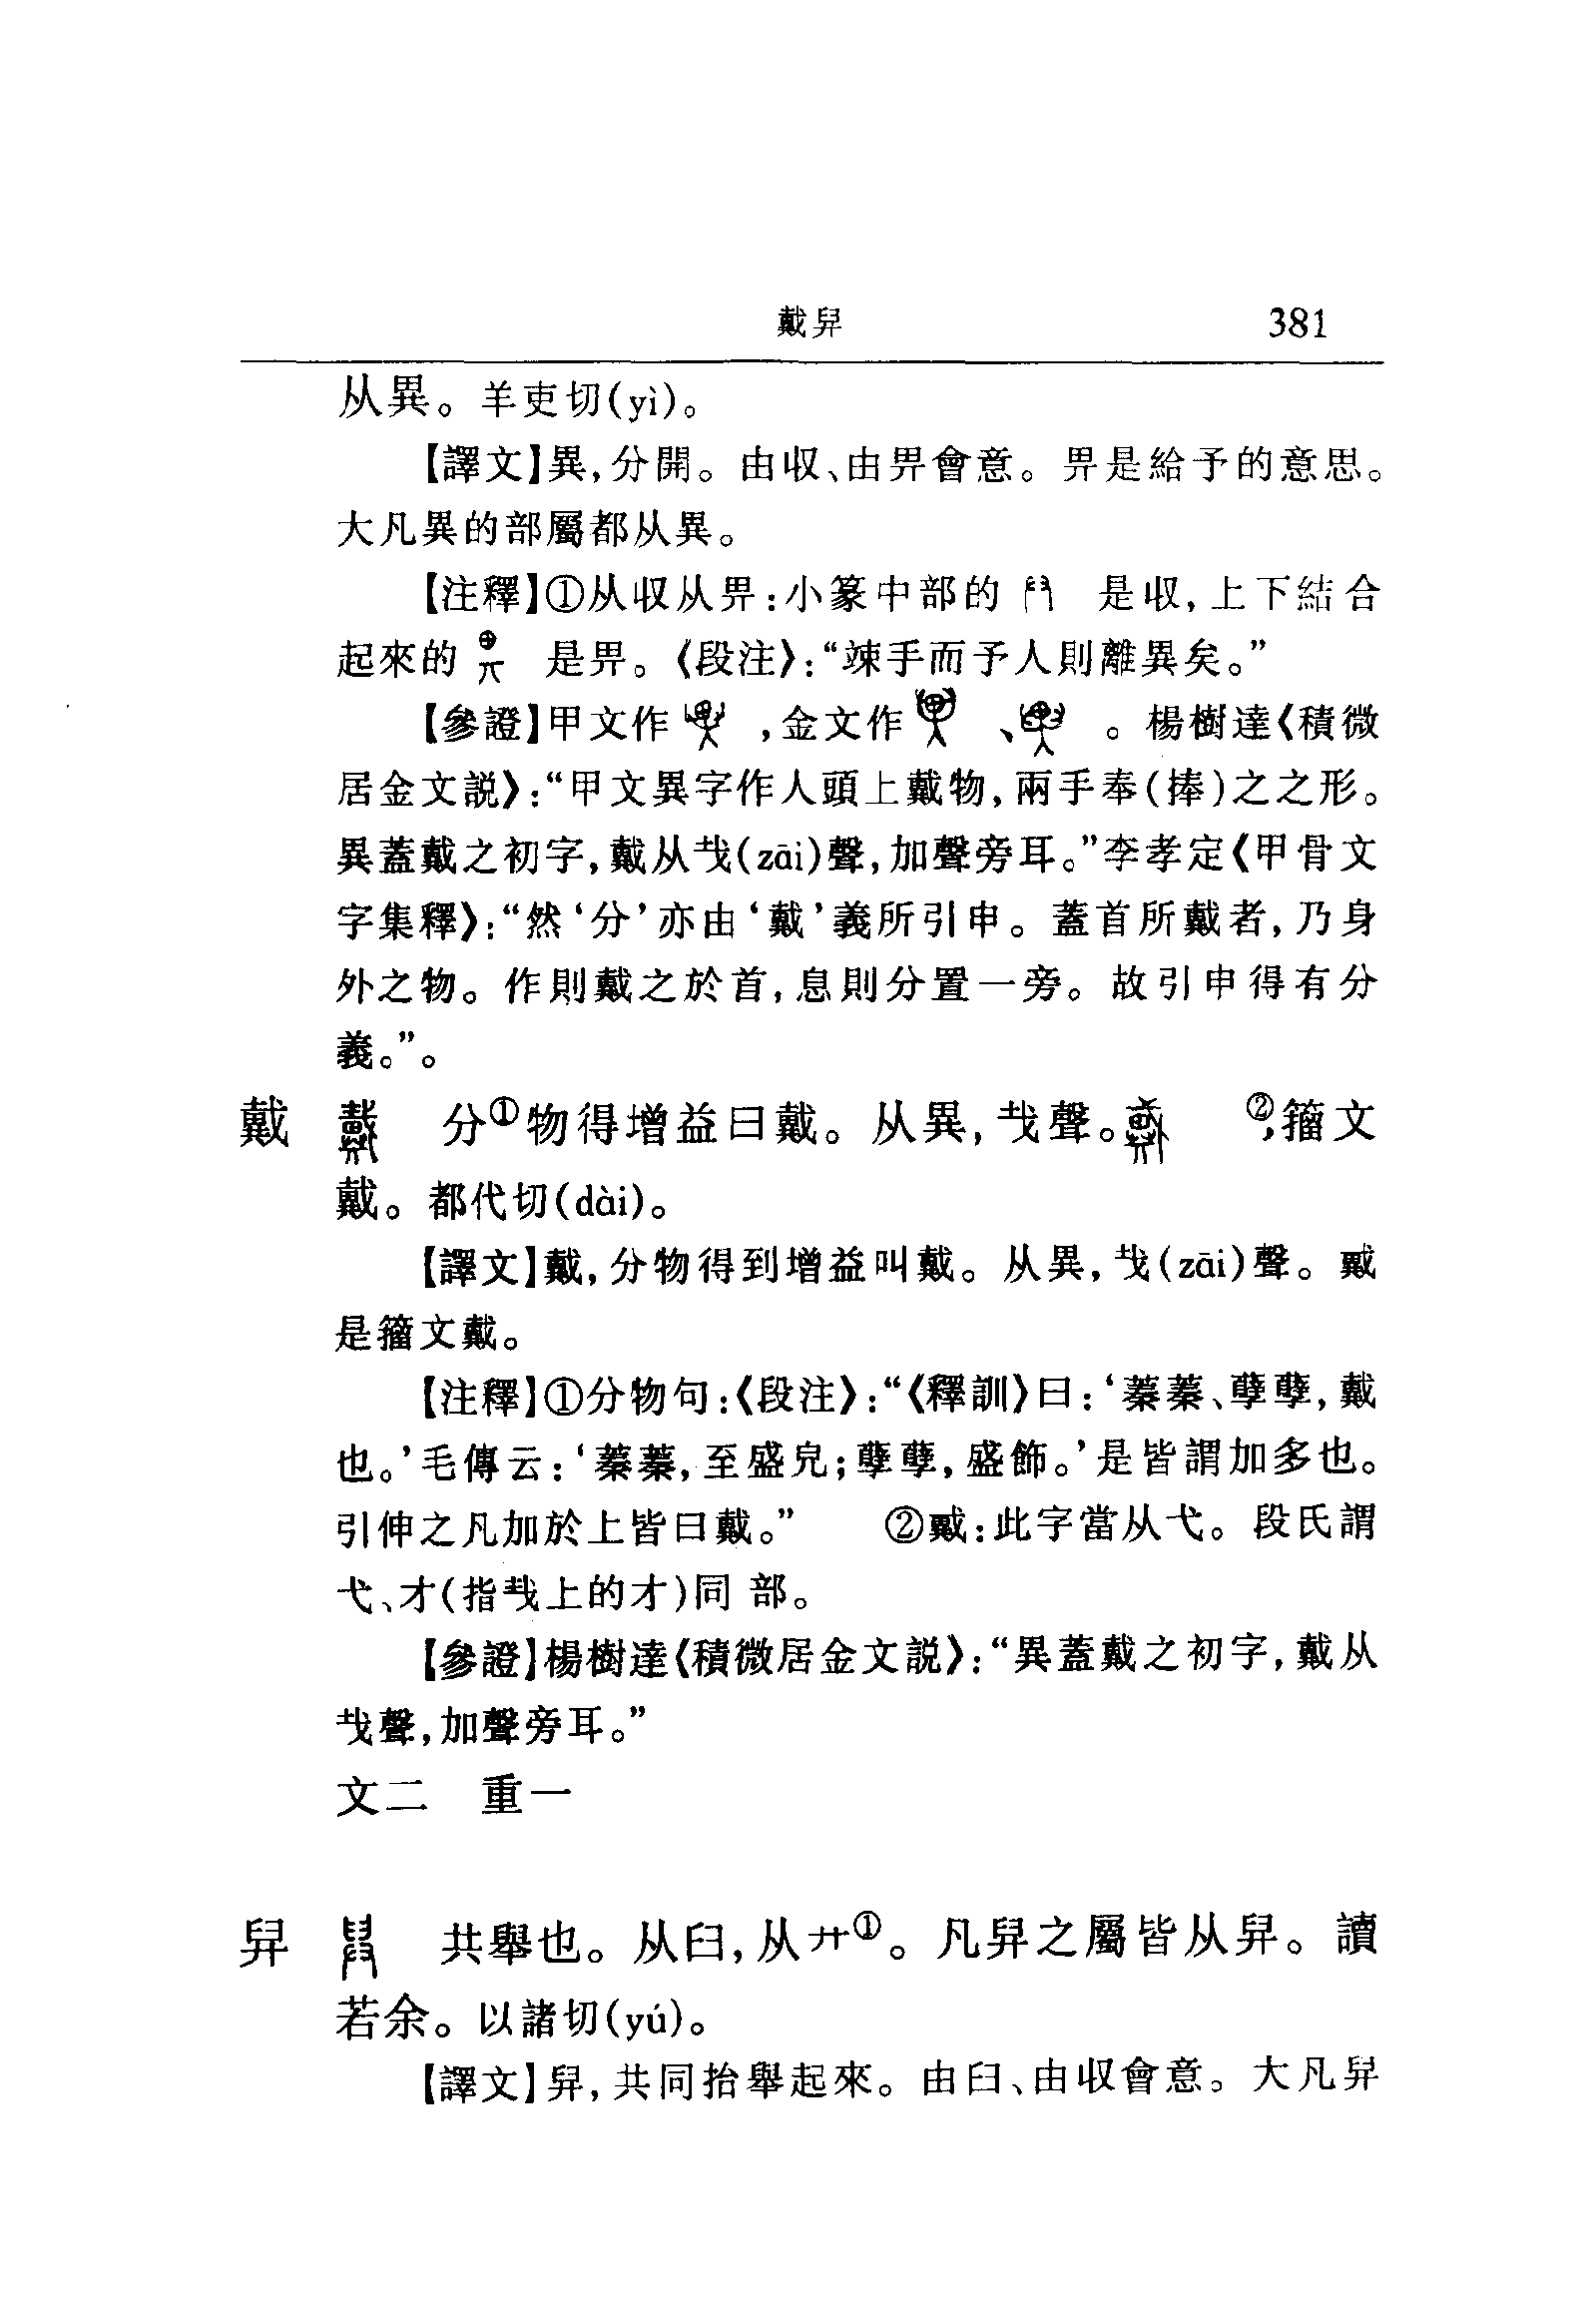 戴舁 381
从異。羊吏切(yì)。
【譯文】異,分開。由収、由畀會意。畀是給予的意思。
大凡異的部屬都从異。
【注釋】①从収从畀:小篆中部的 是収,上下結合
起來的 是畀。《段注》:“竦手而予人則離異矣。”
【參證】甲文作 ,金文作 、 。楊樹達《積微
居金文説》:“甲文異字作人頭上戴物,兩手奉(捧)之之形。
異蓋戴之初字,戴从𢦏(zāi)聲,加聲旁耳。”李孝定《甲骨文
字集釋》:“然‘分’亦由‘戴’義所引申。蓋首所戴者,乃身
外之物。作則戴之於首,息則分置一旁。故引申得有分
義。”。
戴 分①物得增益曰戴。从異,𢦏聲。 ②,籀文
戴。都代切(dài)。
【譯文】戴,分物得到增益叫戴。从異,𢦏(zāi)聲。
是籀文戴。
【注釋】①分物句:《段注》:“《釋訓》曰:‘蓁蓁、孽孽,戴
也。’毛傳云:‘蓁蓁,至盛皃;孽孽,盛飾。’是皆謂加多也。
引伸之凡加於上皆曰戴。” ② :此字當从弋。段氏謂
弋、才(指𢦏上的才)同部。
【參證】楊樹達《積微居金文説》:“異蓋戴之初字,戴从
𢦏聲,加聲旁耳。”
文二 重一
舁 共舉也。从𦥑,从廾①。凡舁之屬皆从舁。讀
若余。以諸切(yú)。
【譯文】舁,共同抬舉起來。由𦥑、由収會意。大凡舁